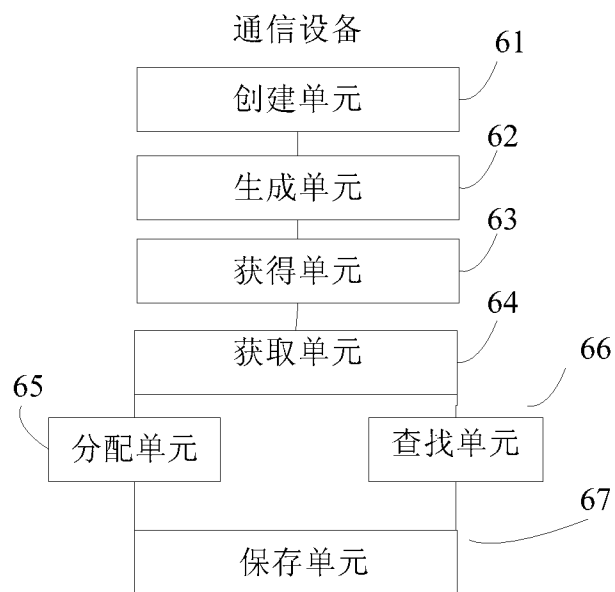 通信设备
61
创建单元
62
生成单元
63
获得单元
64
获取单元
66
65
分配单元
查找单元
67
保存单元